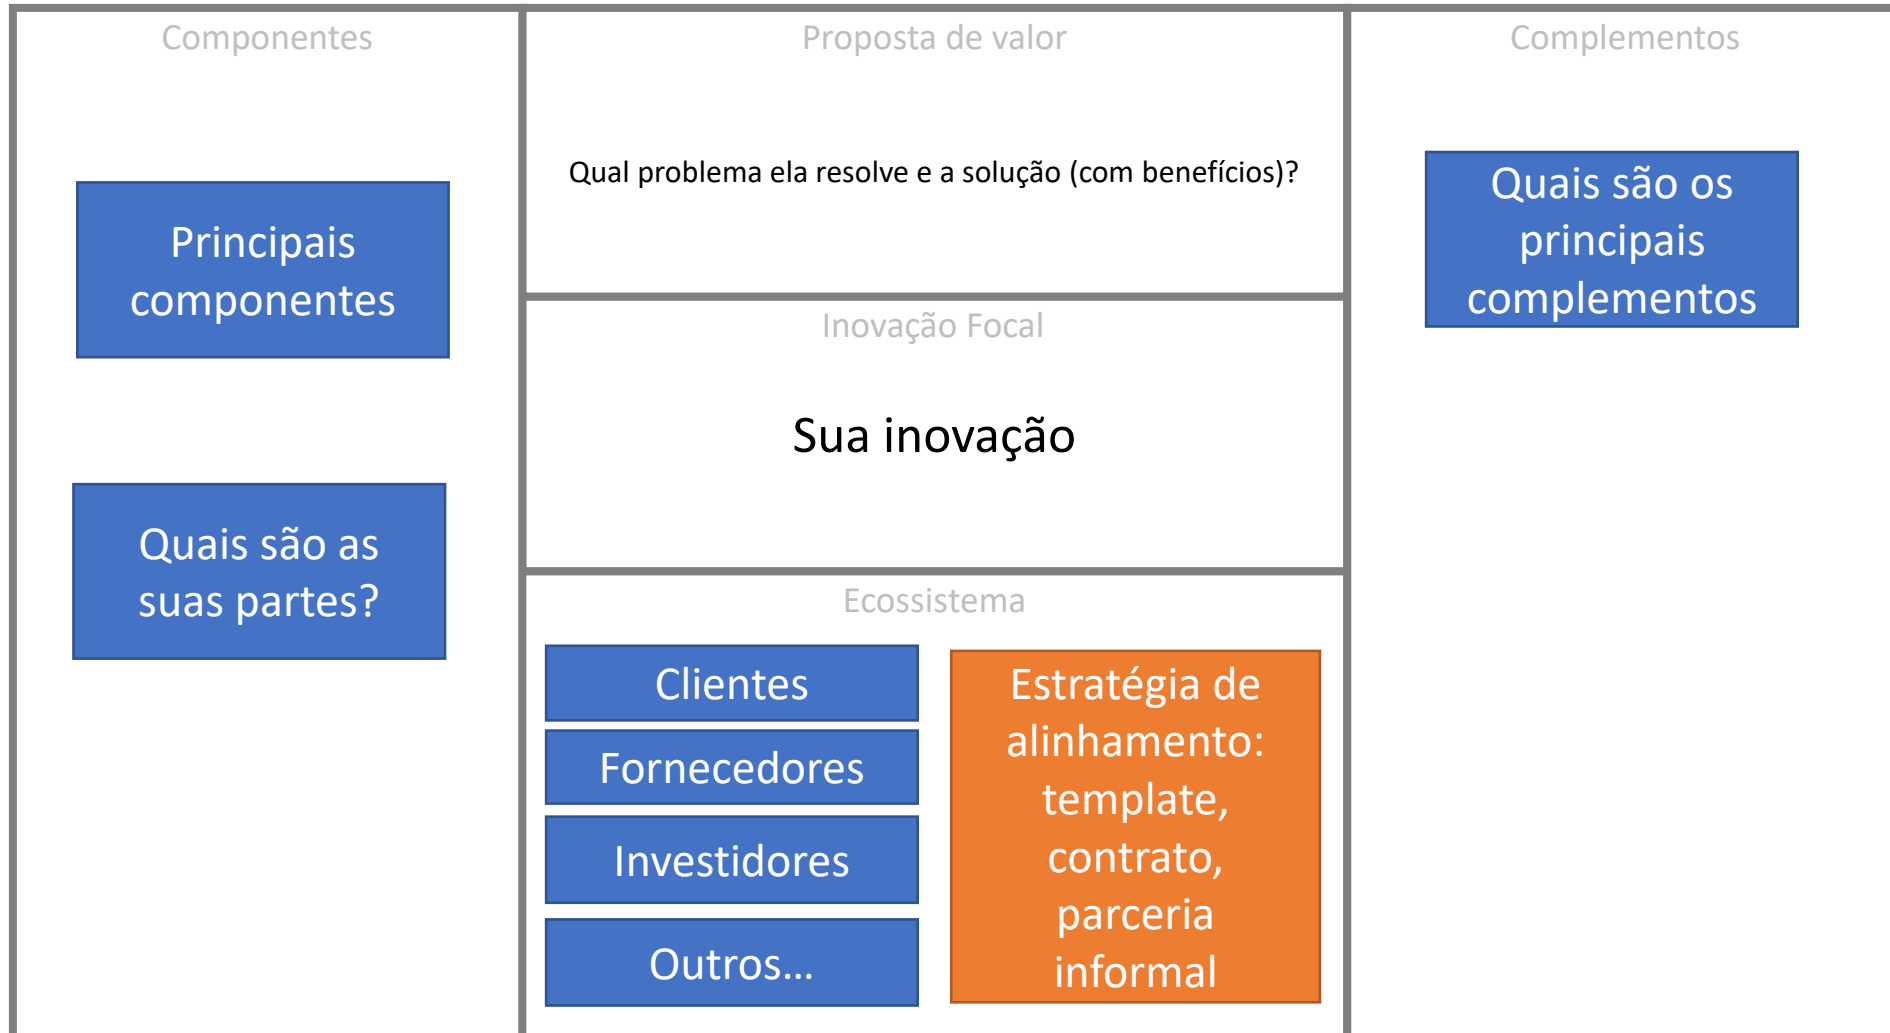 Componentes
Principais
componentes
Quais são as
suas partes?
Proposta de valor
Qual problema ela resolve e a solução (com benefícios)?
Inovação Focal
Sua inovação
Ecossistema
Clientes
Fornecedores
Investidores
Outros...
Estratégia de
alinhamento:
template,
contrato,
parceria
informal
Complementos
Quais são os
principais
complementos